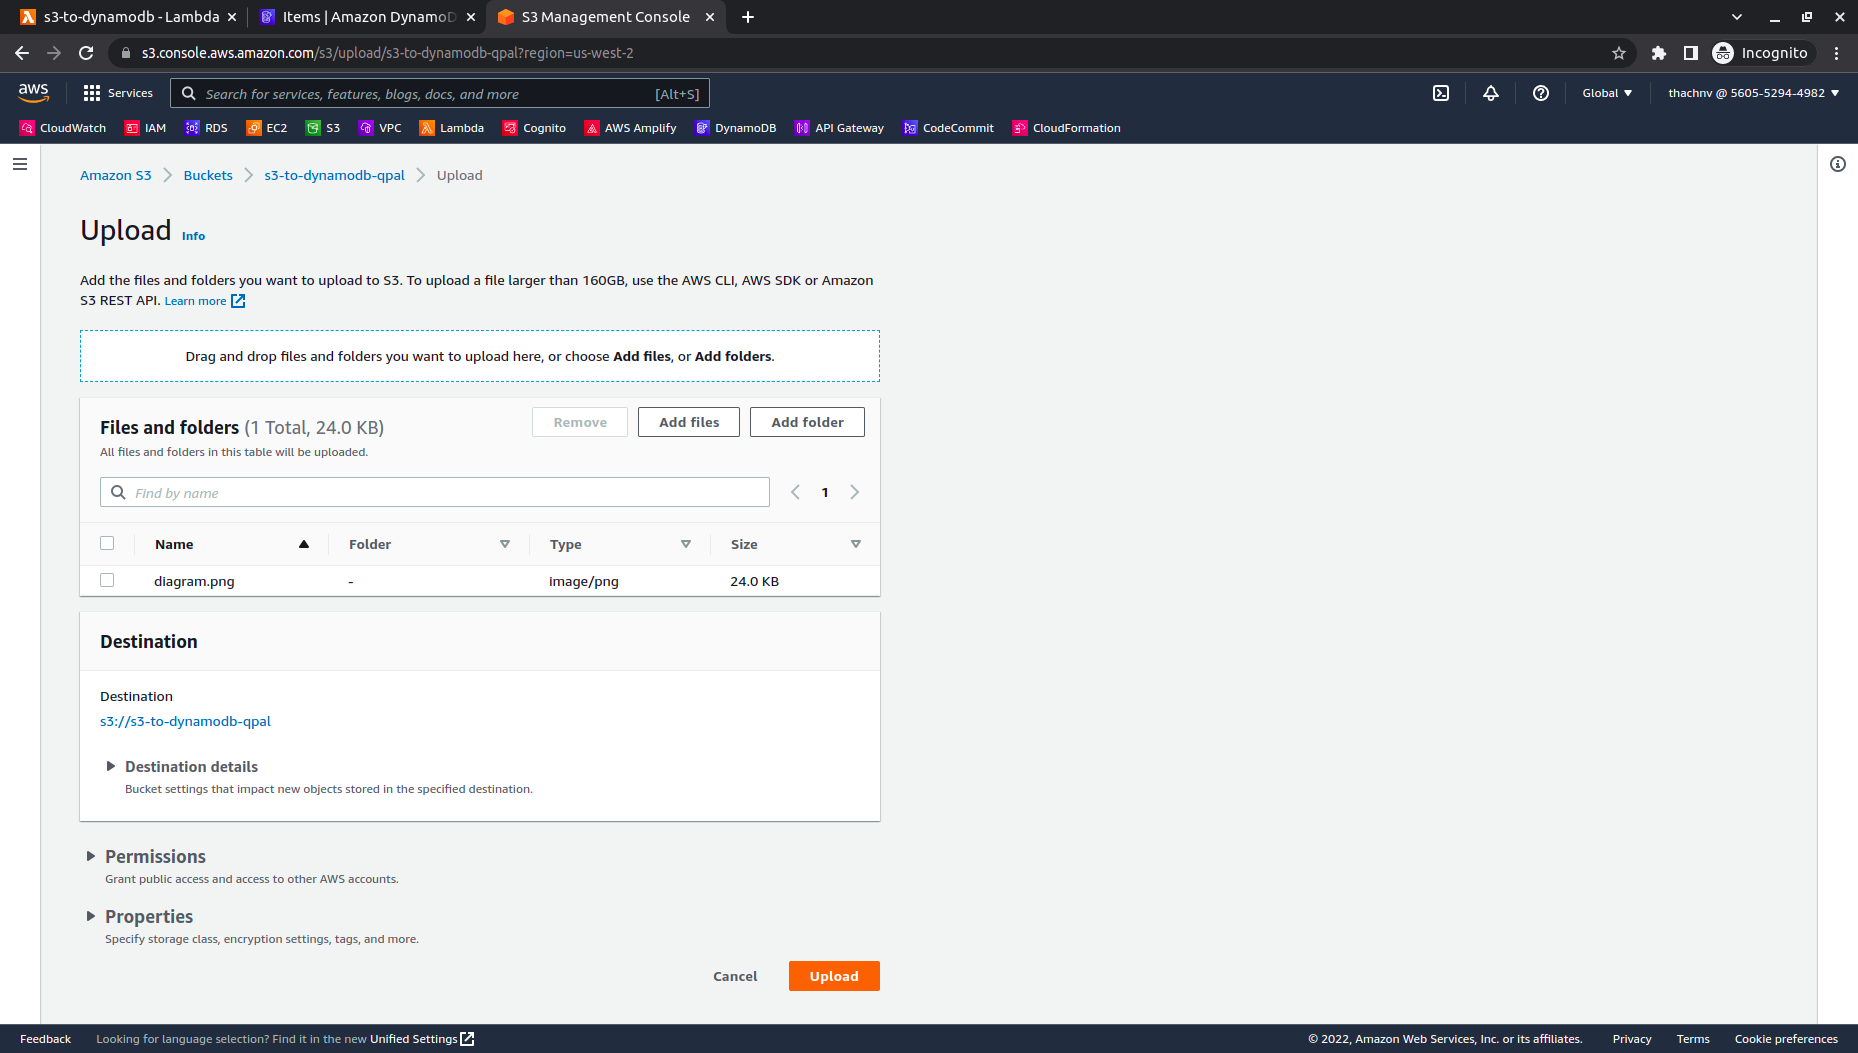 s3-to-dynamodb - Lambda
Items | Amazon DynamoD
S3 Management Console
s3.console.aws.amazon.com/s3/upload/s3-to-dynamodb-qpal?region=us-west-2
Incognito
aws
Services
Search for services, features, blogs, docs, and more
[Alt+S]
Global
thachnv @ 5605-5294-4982
CloudWatch
IAM
RDS
EC2
S3
VPC
Lambda
Cognito
AWS Amplify
DynamoDB
API Gateway
CodeCommit
CloudFormation
Amazon S3
Buckets
s3-to-dynamodb-qpal
Upload
Upload
Info
Add the files and folders you want to upload to S3. To upload a file larger than 160GB, use the AWS CLI, AWS SDK or Amazon
S3 REST API. Learn more
Drag and drop files and folders you want to upload here, or choose Add files, or Add folders.
Files and folders (1 Total, 24.0 KB)
Remove
Add files
Add folder
All files and folders in this table will be uploaded.
Find by name
1
Name
Folder
Type
Size
diagram.png
-
image/png
24.0 KB
Destination
Destination
s3://s3-to-dynamodb-qpal
Destination details
Bucket settings that impact new objects stored in the specified destination.
Permissions
Grant public access and access to other AWS accounts.
Properties
Specify storage class, encryption settings, tags, and more.
Cancel
Upload
Feedback
Looking for language selection? Find it in the new Unified Settings
© 2022, Amazon Web Services, Inc. or its affiliates.
Privacy
Terms
Cookie preferences